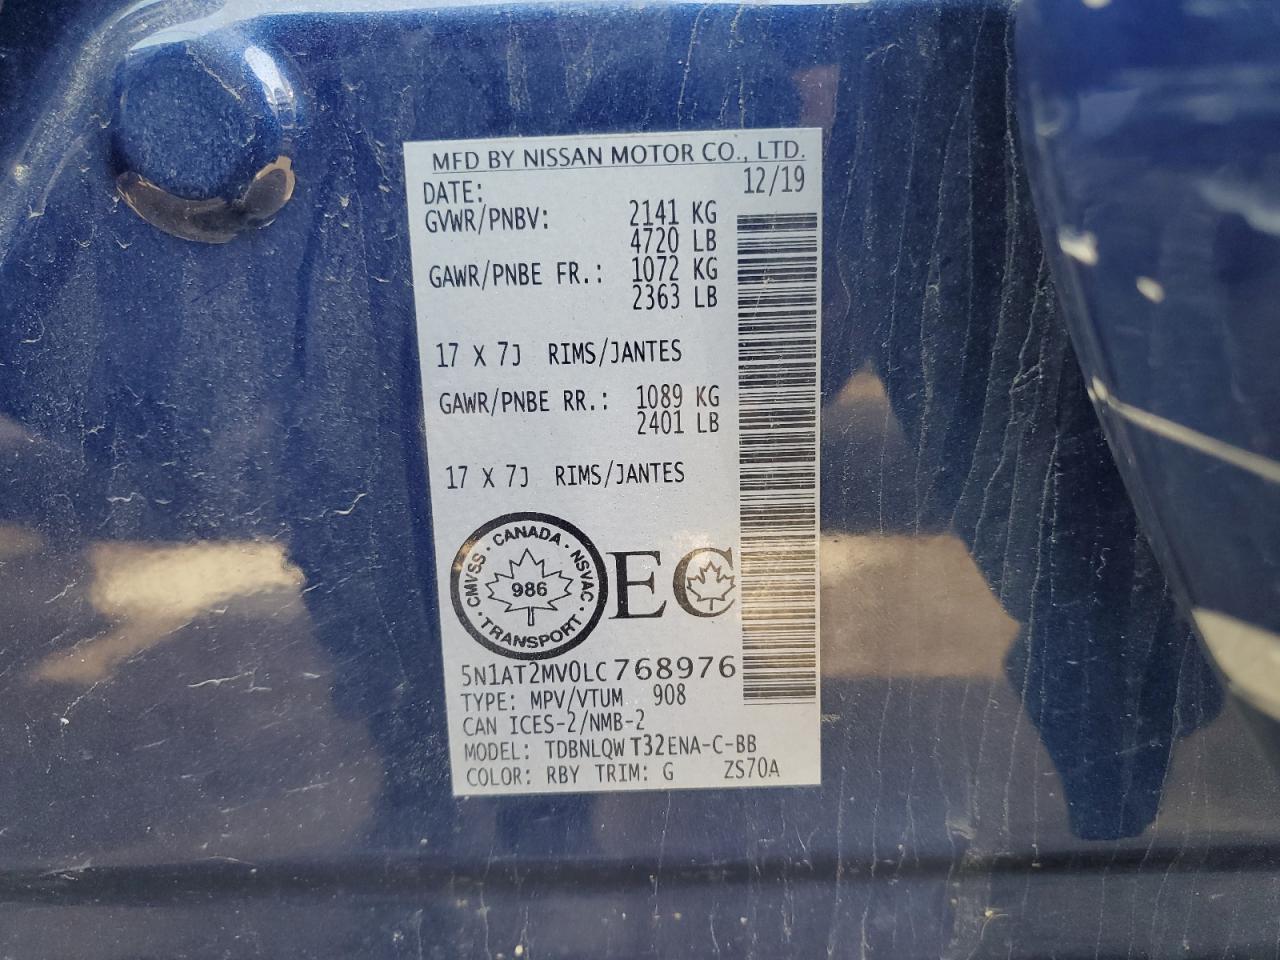 MFD BY NISSAN MOTOR CO., LTD.
DATE: 12/19
GVWR/PNBV: 2141 KG
4720 LB
GAWR/PNBE FR.: 1072 KG
2363 LB
17 X 7J RIMS/JANTES
GAWR/PNBE RR.: 1089 KG
2401 LB
17 X 7J RIMS/JANTES
CMVSS · CANADA · NSVAC · TRANSPORT ·
986
EC
5N1AT2MV0LC768976
TYPE: MPV/VTUM 908
CAN ICES-2/NMB-2
MODEL: TDBNLQW T32ENA-C-BB
COLOR: RBY TRIM: G ZS70A